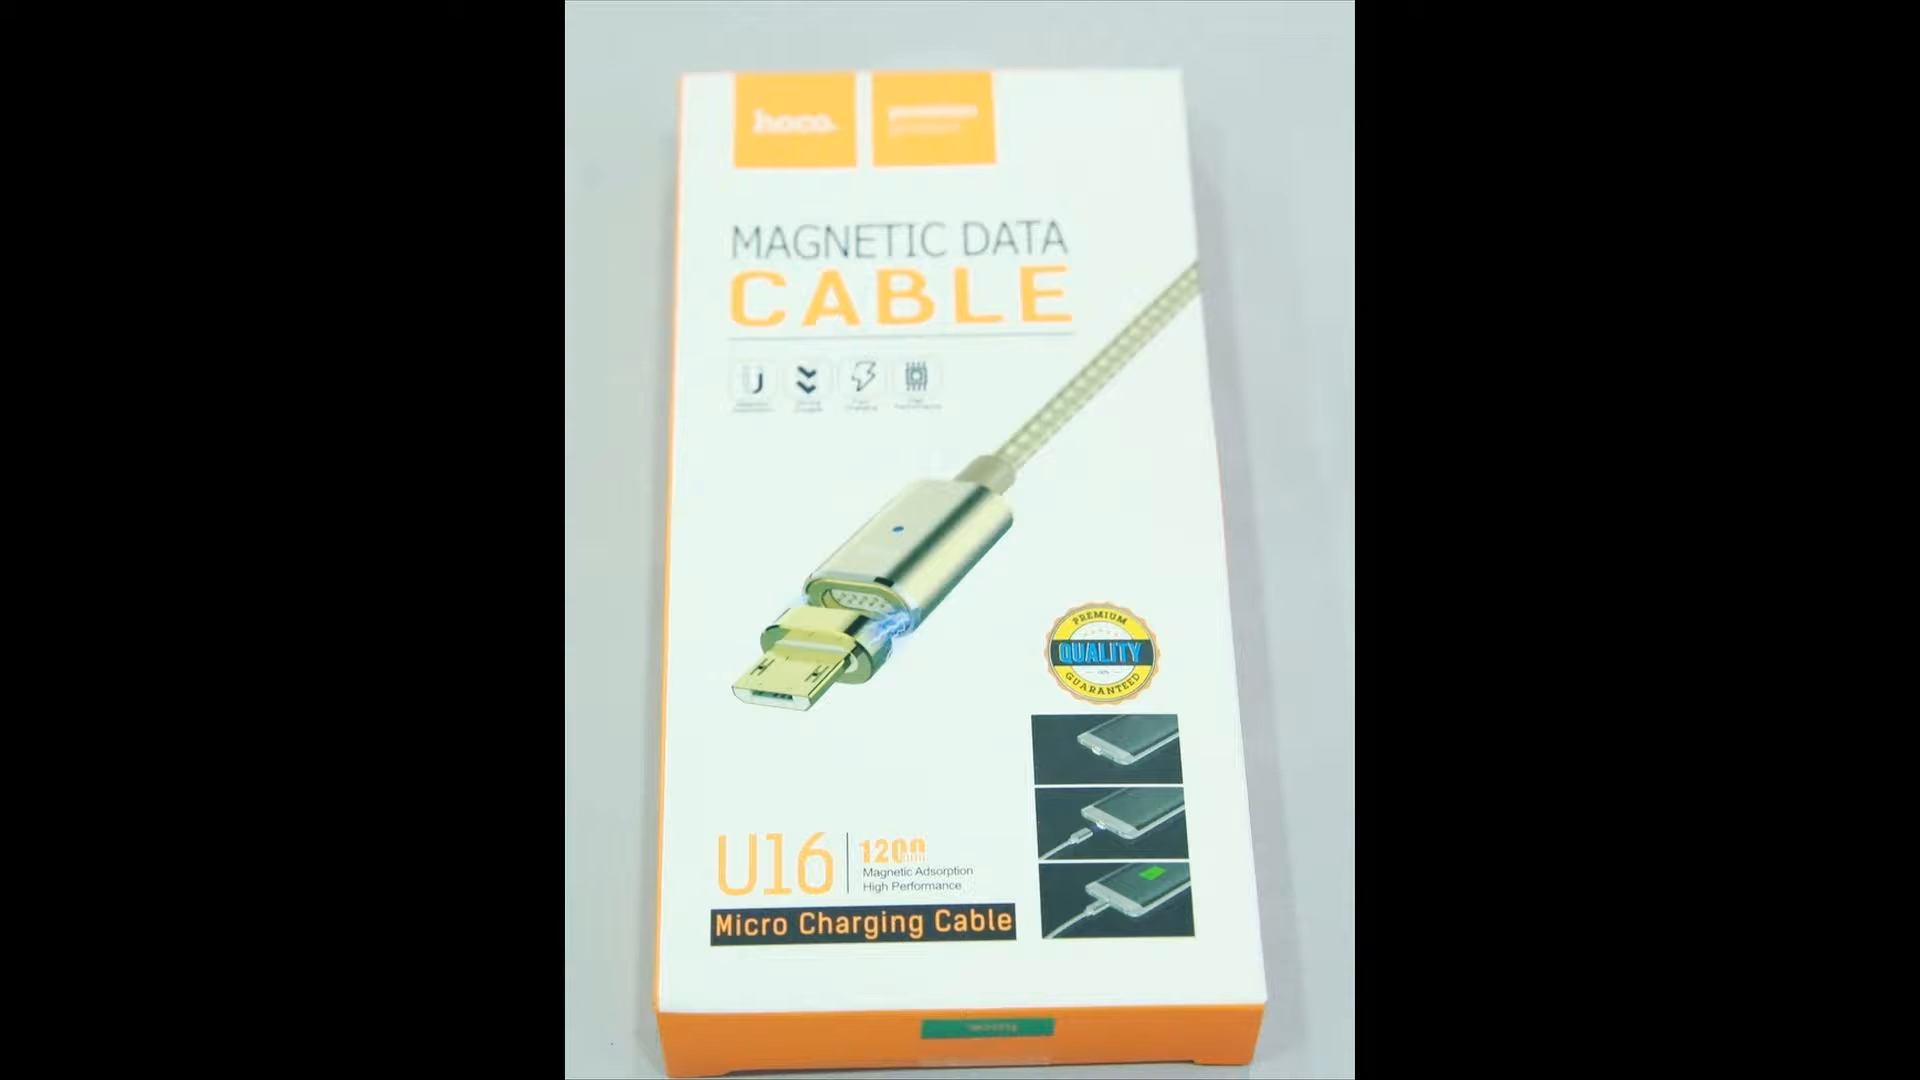 hoco.
MAGNETIC DATA
CABLE
PREMIUM
QUALITY
GUARANTEED
U16
1200
Magnetic Adsorption
High Performance
Micro Charging Cable